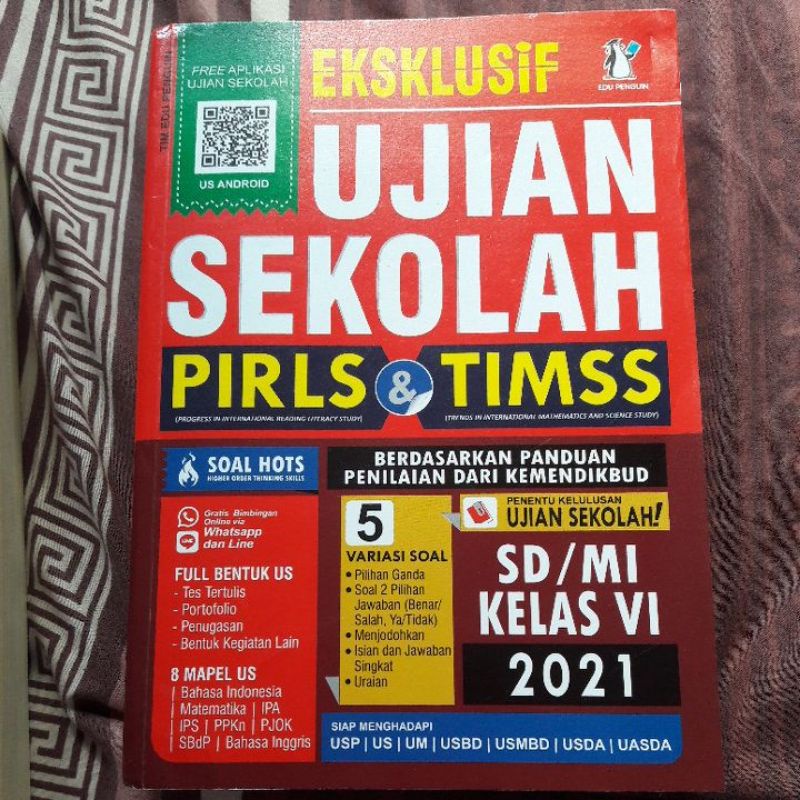 TIM EDU PENGUIN
FREE APLIKASI
UJIAN SEKOLAH
US ANDROID
EKSKLUSiF
EDU PENGUIN
UJIAN
SEKOLAH
PIRLS & TIMSS
(PROGRESS IN INTERNATIONAL READING LITERACY STUDY)
(TRENDS IN INTERNATIONAL MATHEMATICS AND SCIENCE STUDY)
SOAL HOTS
HIGHER ORDER THINKING SKILLS
BERDASARKAN PANDUAN
PENILAIAN DARI KEMENDIKBUD
Gratis Bimbingan
Online via
Whatsapp
dan Line
LINE
FULL BENTUK US
- Tes Tertulis
- Portofolio
- Penugasan
- Bentuk Kegiatan Lain
8 MAPEL US
| Bahasa Indonesia
| Matematika | IPA
| IPS | PPKn | PJOK
| SBdP | Bahasa Inggris
5
VARIASI SOAL
• Pilihan Ganda
• Soal 2 Pilihan
Jawaban (Benar/
Salah, Ya/Tidak)
• Menjodohkan
• Isian dan Jawaban
Singkat
• Uraian
PENENTU KELULUSAN
UJIAN SEKOLAH!
SD/MI
KELAS VI
2021
SIAP MENGHADAPI
USP | US | UM | USBD | USMBD | USDA | UASDA